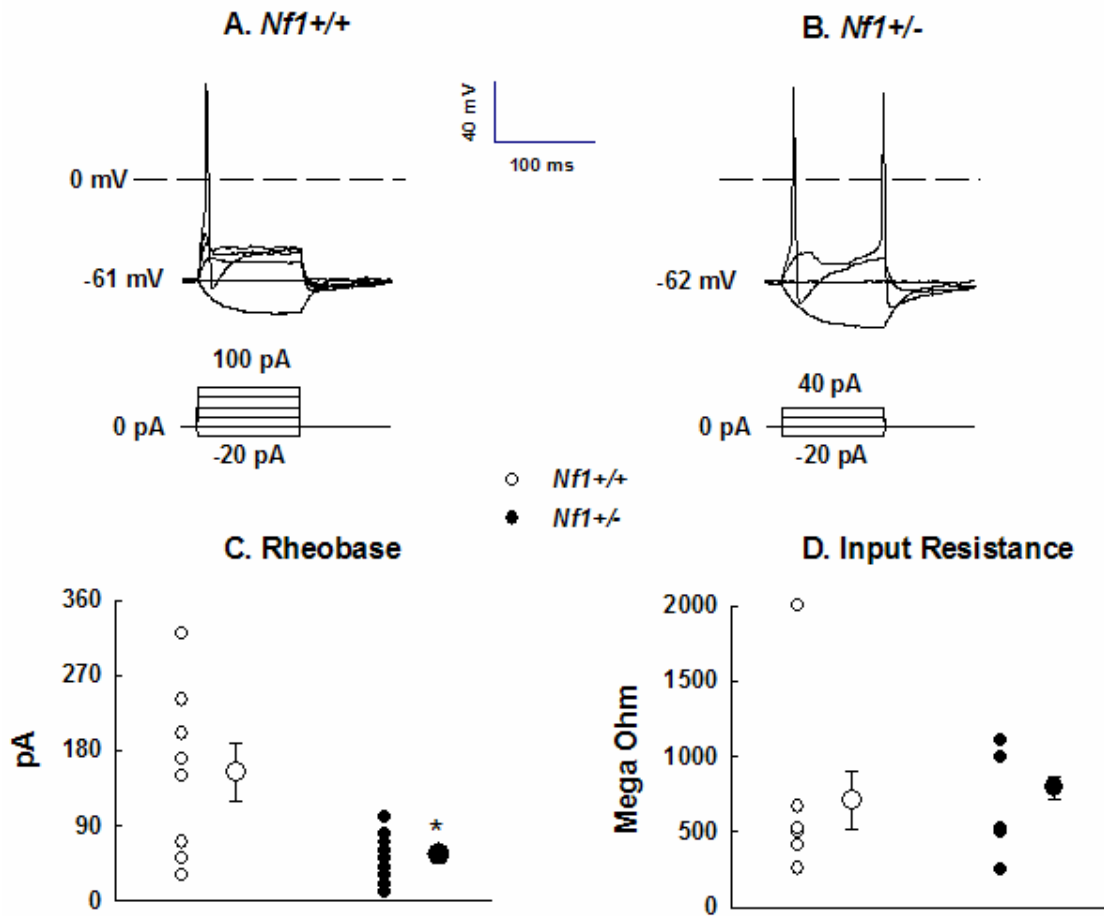 A. Nf1+/+
B. Nf1+/-
40 mV
100 ms
0 mV
-61 mV
-62 mV
100 pA
40 pA
0 pA
0 pA
-20 pA
-20 pA
Nf1+/+
Nf1+/-
C. Rheobase
D. Input Resistance
360
270
180
90
0
pA
*
2000
1500
1000
500
0
Mega Ohm